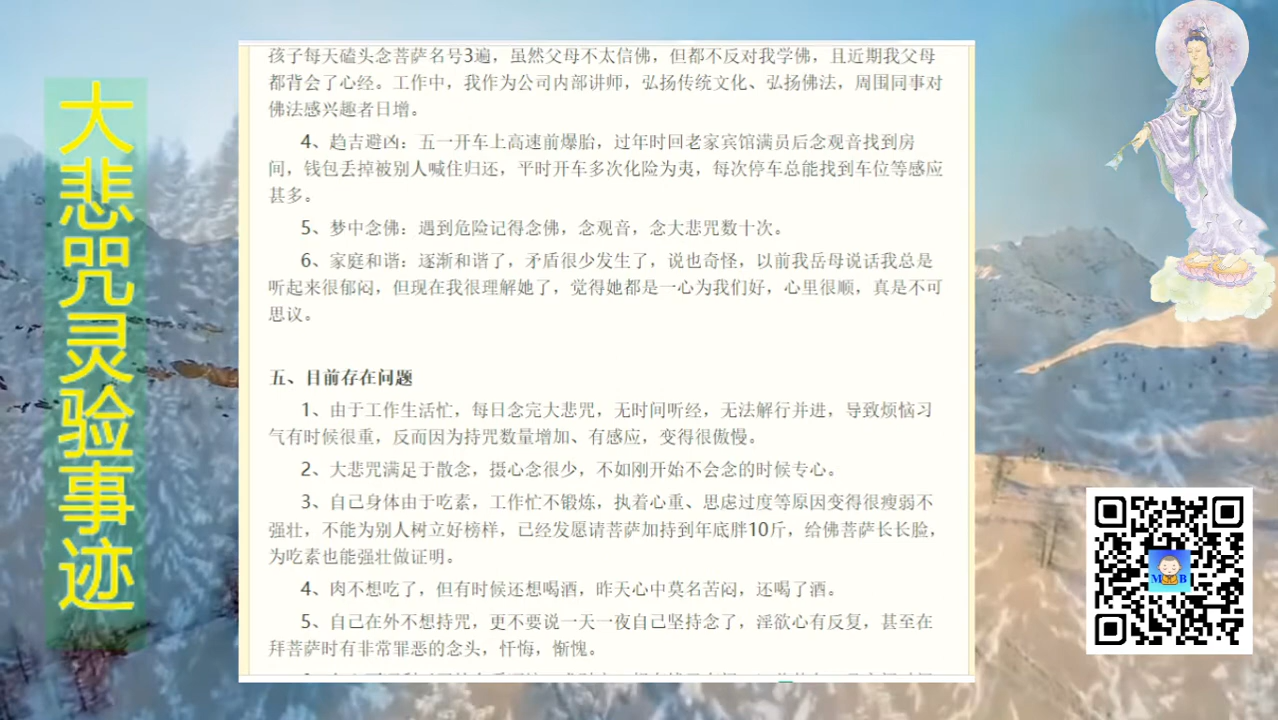 大悲咒灵验事迹
孩子每天磕头念菩萨名号3遍，虽然父母不太信佛，但都不反对我学佛，且近期我父母
都背会了心经。工作中，我作为公司内部讲师，弘扬传统文化、弘扬佛法，周围同事对
佛法感兴趣者日增。
4、趋吉避凶：五一开车上高速前爆胎，过年时回老家宾馆满员后念观音找到房
间，钱包丢掉被别人喊住归还，平时开车多次化险为夷，每次停车总能找到车位等感应
甚多。
5、梦中念佛：遇到危险记得念佛，念观音，念大悲咒数十次。
6、家庭和谐：逐渐和谐了，矛盾很少发生了，说也奇怪，以前我岳母说话我总是
听起来很郁闷，但现在我很理解她了，觉得她都是一心为我们好，心里很顺，真是不可
思议。
五、目前存在问题
1、由于工作生活忙，每日念完大悲咒，无时间听经，无法解行并进，导致烦恼习
气有时候很重，反而因为持咒数量增加、有感应，变得很傲慢。
2、大悲咒满足于散念，摄心念很少，不如刚开始不会念的时候专心。
3、自己身体由于吃素，工作忙不锻炼，执着心重、思虑过度等原因变得很瘦弱不
强壮，不能为别人树立好榜样，已经发愿请菩萨加持到年底胖10斤，给佛菩萨长长脸，
为吃素也能强壮做证明。
4、肉不想吃了，但有时候还想喝酒，昨天心中莫名苦闷，还喝了酒。
5、自己在外不想持咒，更不要说一天一夜自己坚持念了，淫欲心有反复，甚至在
拜菩萨时有非常罪恶的念头，忏悔，惭愧。
M B